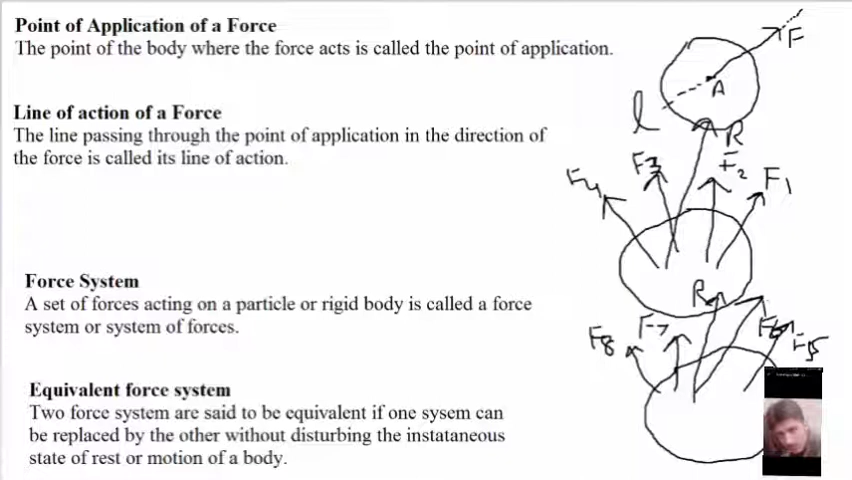 Point of Application of a Force
The point of the body where the force acts is called the point of application.
F
A
l
Line of action of a Force
The line passing through the point of application in the direction of
the force is called its line of action.
R
F3
F2
F4
F1
Force System
A set of forces acting on a particle or rigid body is called a force
system or system of forces.
R
F7
F6
F8
F5
Equivalent force system
Two force system are said to be equivalent if one sysem can
be replaced by the other without disturbing the instataneous
state of rest or motion of a body.